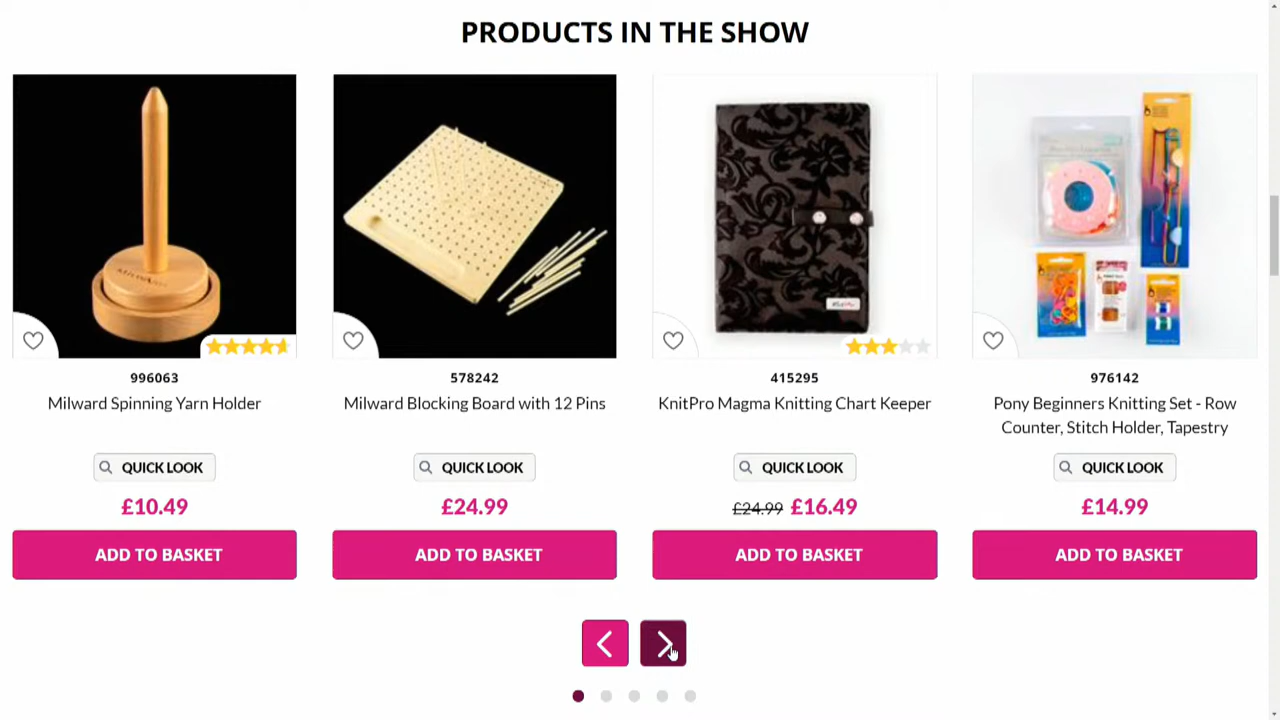 PRODUCTS IN THE SHOW
996063
Milward Spinning Yarn Holder
QUICK LOOK
£10.49
ADD TO BASKET
578242
Milward Blocking Board with 12 Pins
QUICK LOOK
£24.99
ADD TO BASKET
415295
KnitPro Magma Knitting Chart Keeper
QUICK LOOK
£24.99 £16.49
ADD TO BASKET
976142
Pony Beginners Knitting Set - Row
Counter, Stitch Holder, Tapestry
QUICK LOOK
£14.99
ADD TO BASKET